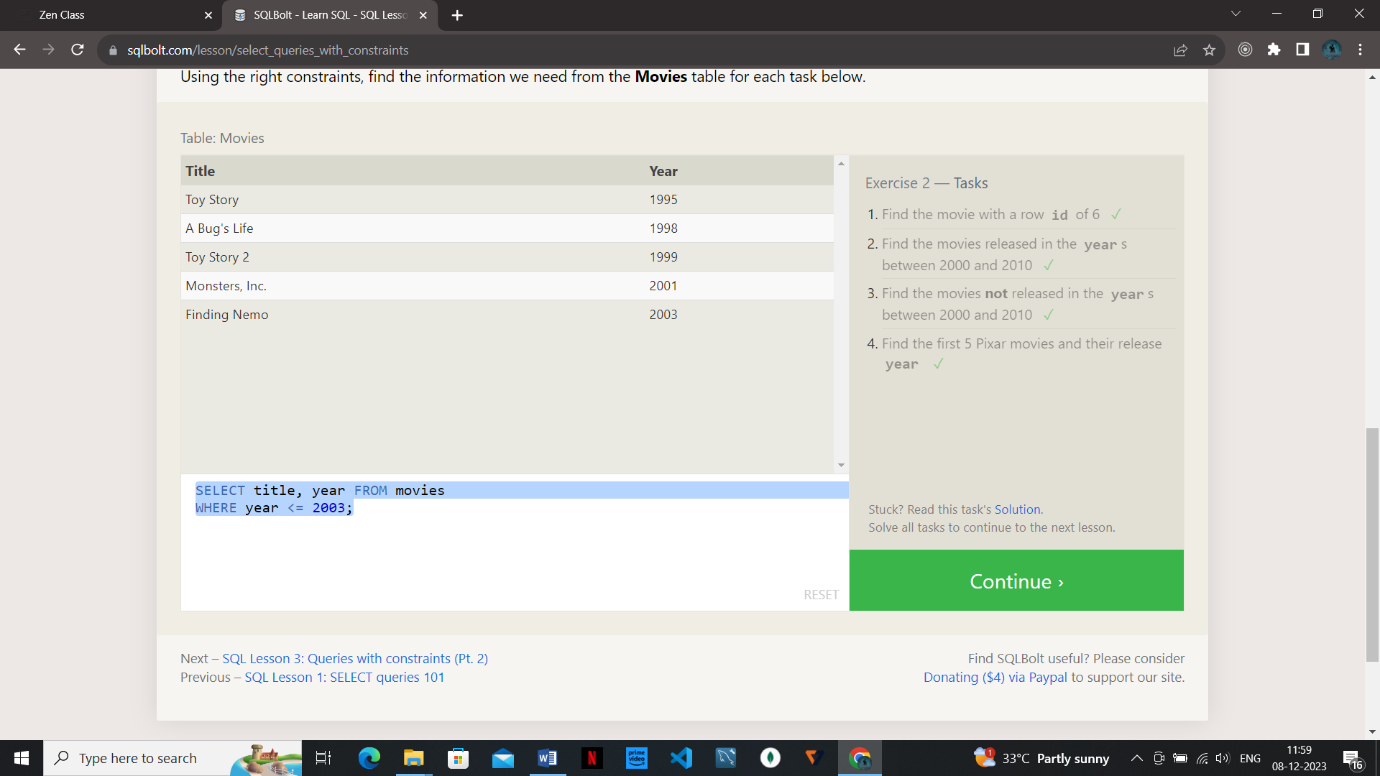 Zen Class
SQLBolt - Learn SQL - SQL Lesso
sqlbolt.com/lesson/select_queries_with_constraints
Using the right constraints, find the information we need from the Movies table for each task below.
Table: Movies
Title Year
Toy Story 1995
A Bug's Life 1998
Toy Story 2 1999
Monsters, Inc. 2001
Finding Nemo 2003
Exercise 2 — Tasks
1. Find the movie with a row id of 6 ✓
2. Find the movies released in the year s
between 2000 and 2010 ✓
3. Find the movies not released in the year s
between 2000 and 2010 ✓
4. Find the first 5 Pixar movies and their release
year ✓
SELECT title, year FROM movies
WHERE year <= 2003;
RESET
Stuck? Read this task's Solution.
Solve all tasks to continue to the next lesson.
Continue ›
Next – SQL Lesson 3: Queries with constraints (Pt. 2)
Previous – SQL Lesson 1: SELECT queries 101
Find SQLBolt useful? Please consider
Donating ($4) via Paypal to support our site.
Type here to search
W
N
prime video
1
33°C Partly sunny
ENG
11:59
08-12-2023
16